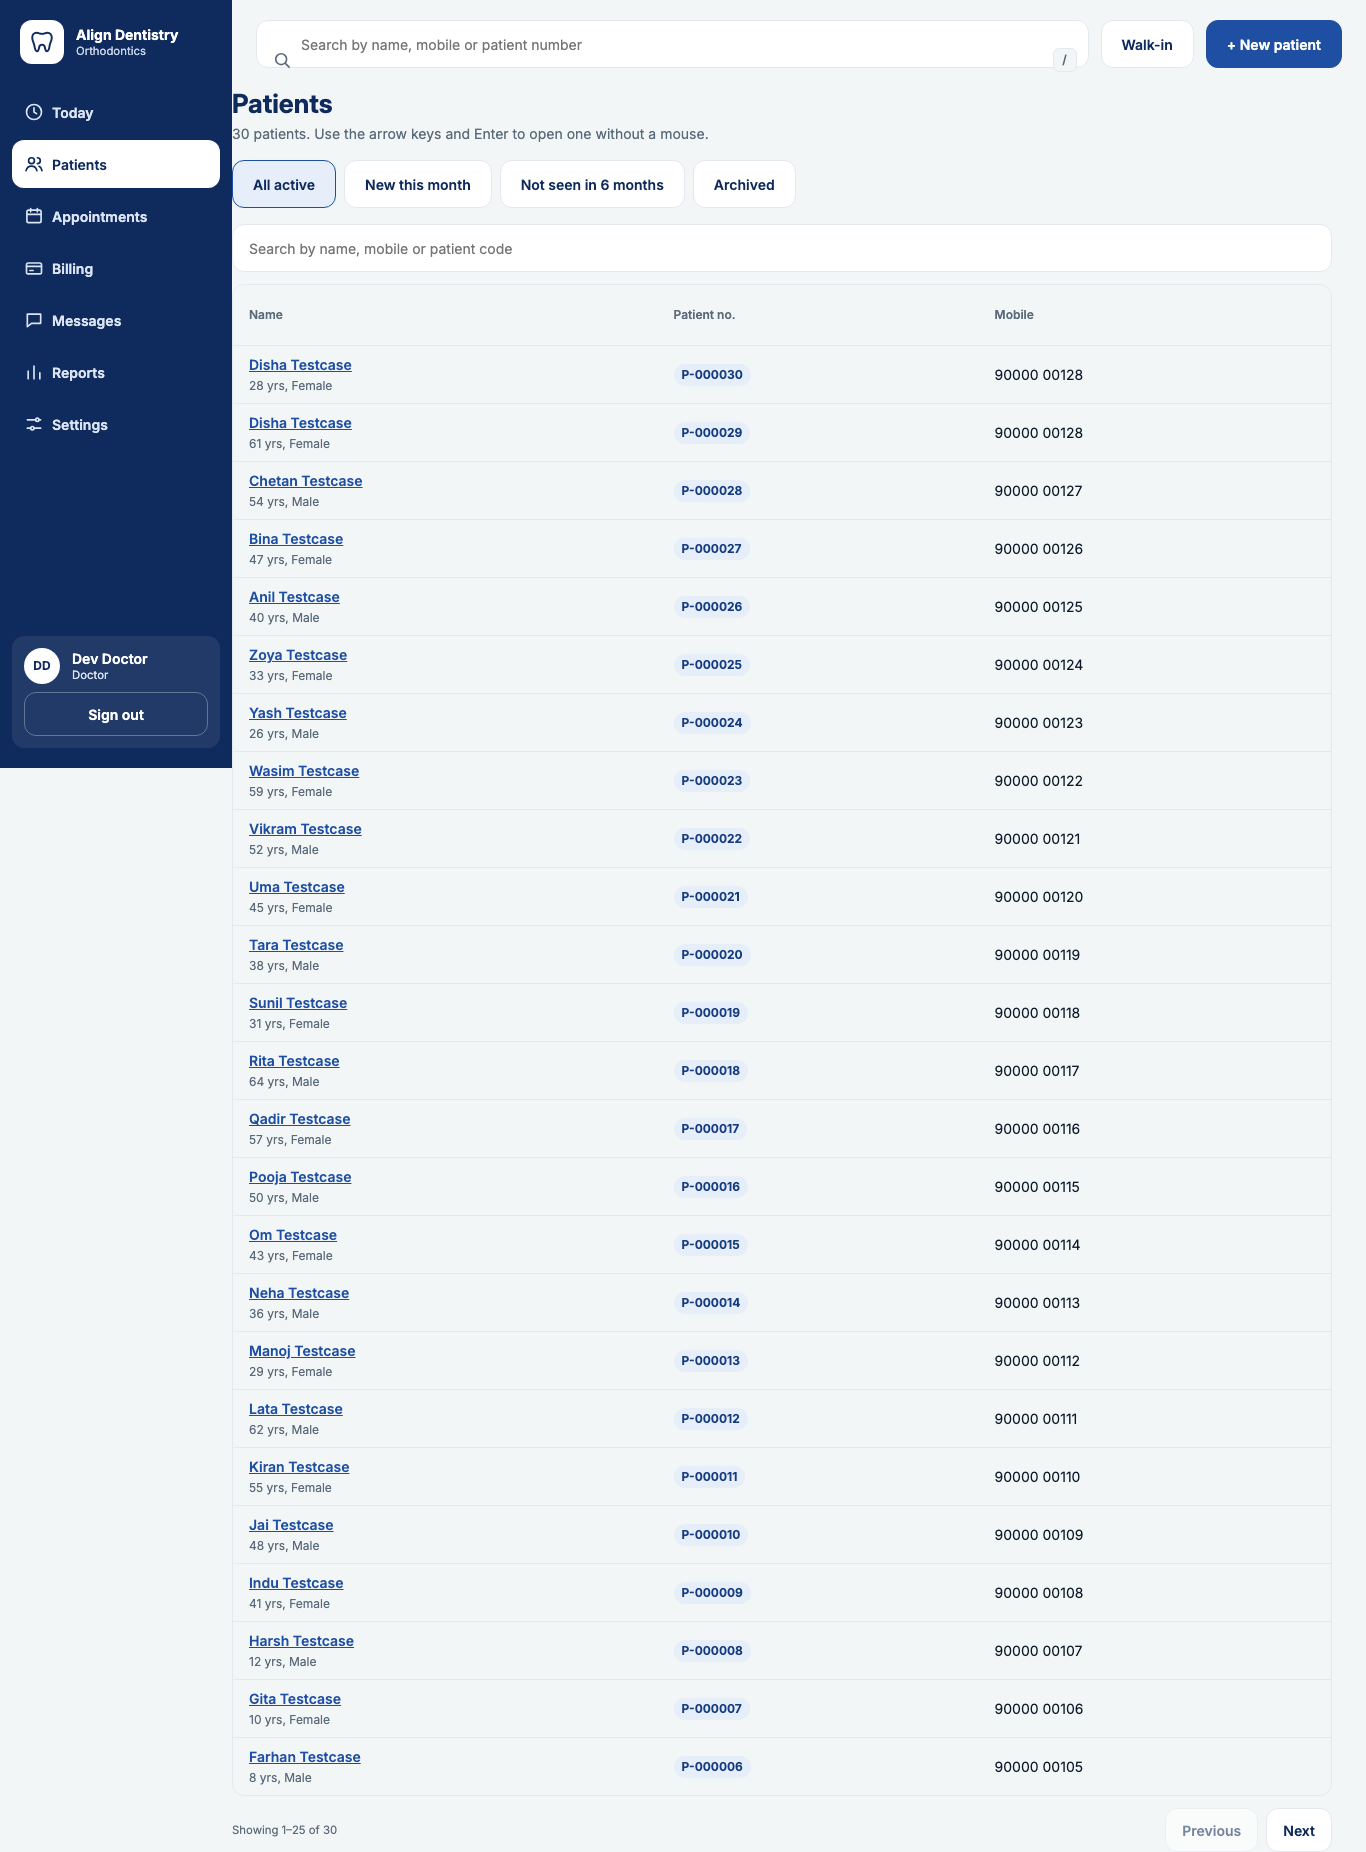 Align Dentistry
Orthodontics
Today
Patients
Appointments
Billing
Messages
Reports
Settings
DD
Dev Doctor
Doctor
Sign out
Search by name, mobile or patient number
/
Walk-in
+ New patient
Patients
30 patients. Use the arrow keys and Enter to open one without a mouse.
All active
New this month
Not seen in 6 months
Archived
Search by name, mobile or patient code
Name Patient no. Mobile
Disha Testcase
28 yrs, Female
P-000030
90000 00128
Disha Testcase
61 yrs, Female
P-000029
90000 00128
Chetan Testcase
54 yrs, Male
P-000028
90000 00127
Bina Testcase
47 yrs, Female
P-000027
90000 00126
Anil Testcase
40 yrs, Male
P-000026
90000 00125
Zoya Testcase
33 yrs, Female
P-000025
90000 00124
Yash Testcase
26 yrs, Male
P-000024
90000 00123
Wasim Testcase
59 yrs, Female
P-000023
90000 00122
Vikram Testcase
52 yrs, Male
P-000022
90000 00121
Uma Testcase
45 yrs, Female
P-000021
90000 00120
Tara Testcase
38 yrs, Male
P-000020
90000 00119
Sunil Testcase
31 yrs, Female
P-000019
90000 00118
Rita Testcase
64 yrs, Male
P-000018
90000 00117
Qadir Testcase
57 yrs, Female
P-000017
90000 00116
Pooja Testcase
50 yrs, Male
P-000016
90000 00115
Om Testcase
43 yrs, Female
P-000015
90000 00114
Neha Testcase
36 yrs, Male
P-000014
90000 00113
Manoj Testcase
29 yrs, Female
P-000013
90000 00112
Lata Testcase
62 yrs, Male
P-000012
90000 00111
Kiran Testcase
55 yrs, Female
P-000011
90000 00110
Jai Testcase
48 yrs, Male
P-000010
90000 00109
Indu Testcase
41 yrs, Female
P-000009
90000 00108
Harsh Testcase
12 yrs, Male
P-000008
90000 00107
Gita Testcase
10 yrs, Female
P-000007
90000 00106
Farhan Testcase
8 yrs, Male
P-000006
90000 00105
Showing 1–25 of 30
Previous
Next